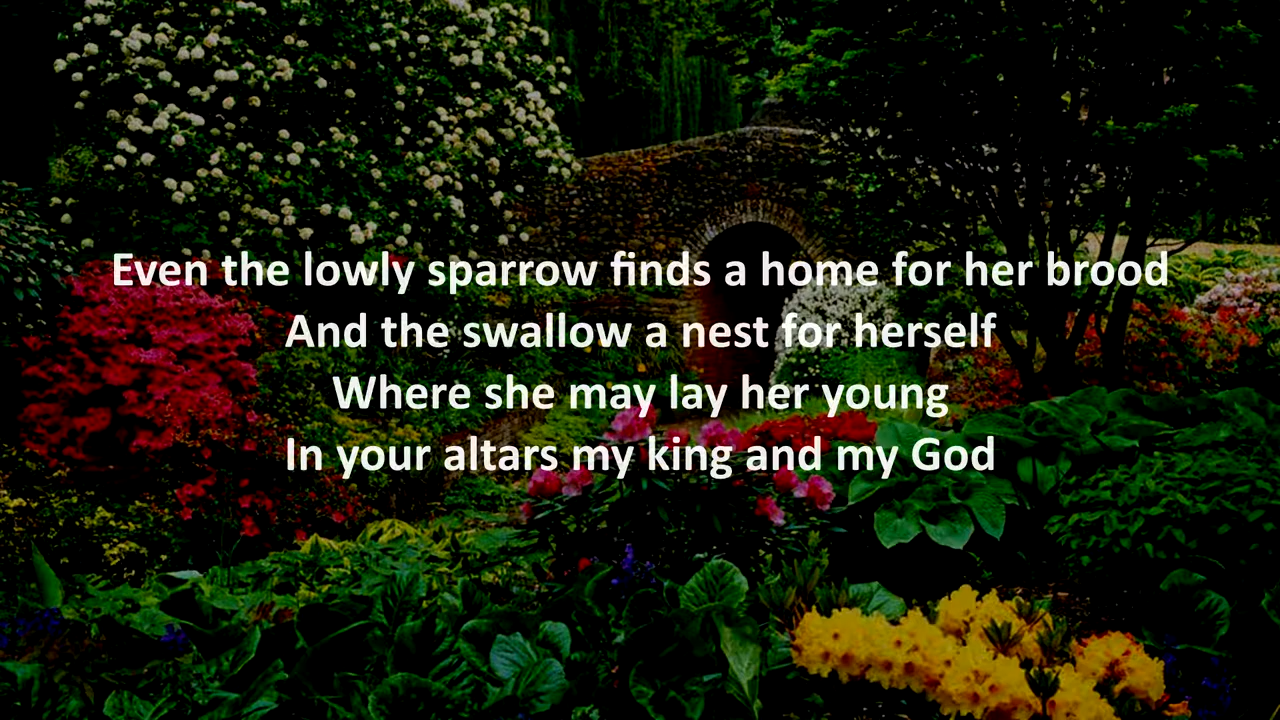 Even the lowly sparrow finds a home for her brood
And the swallow a nest for herself
Where she may lay her young
In your altars my king and my God